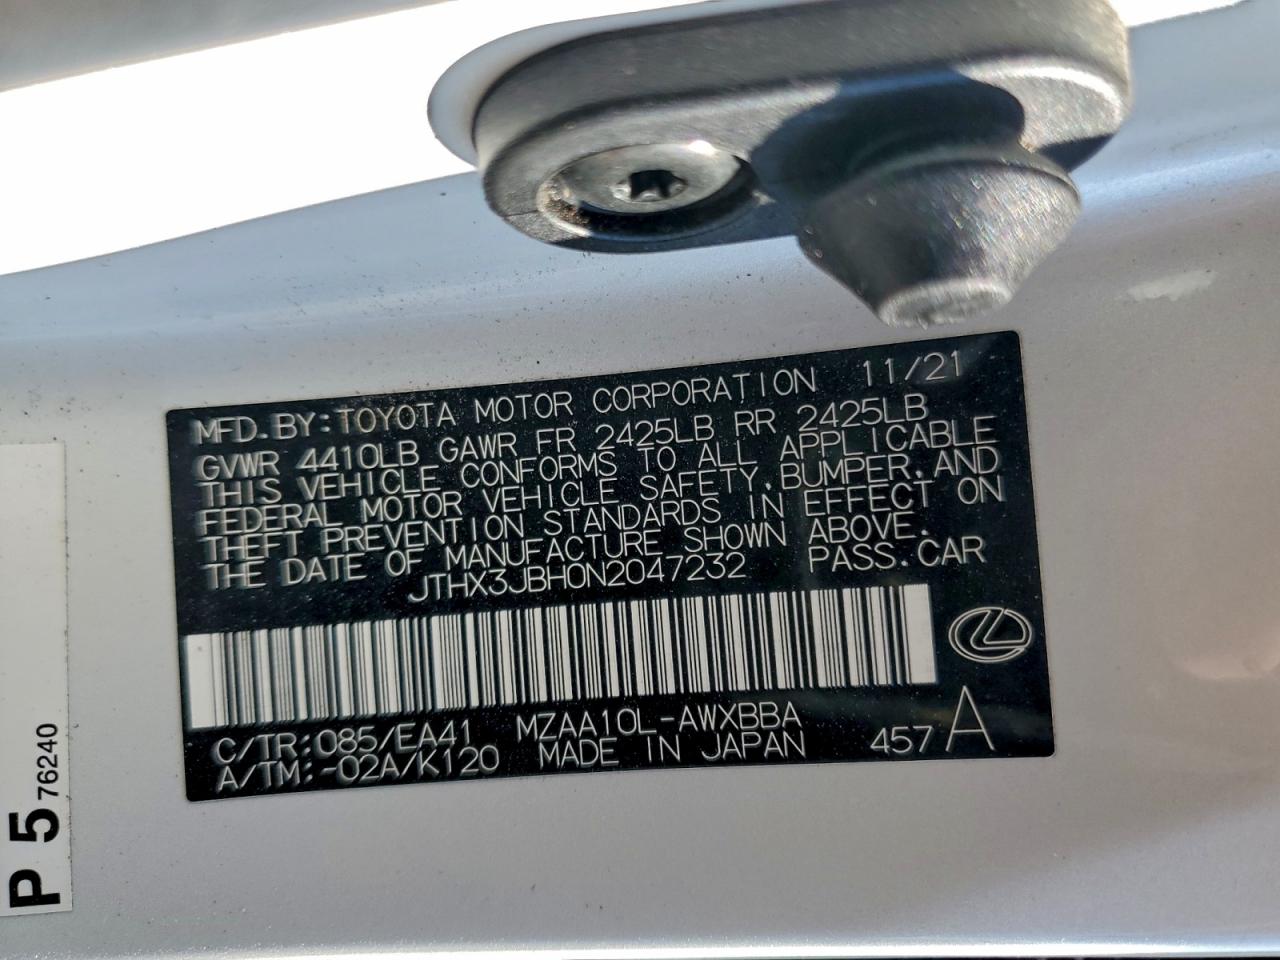 MFD.BY:TOYOTA MOTOR CORPORATION 11/21
GVWR 4410LB GAWR FR 2425LB RR 2425LB
THIS VEHICLE CONFORMS TO ALL APPLICABLE
FEDERAL MOTOR VEHICLE SAFETY,BUMPER,AND
THEFT PREVENTION STANDARDS IN EFFECT ON
THE DATE OF MANUFACTURE SHOWN ABOVE.
JTHX3JBH0N2047232 PASS.CAR
C/TR:085/EA41 MZAA10L-AWXBBA
A/TM:-02A/K120 MADE IN JAPAN 457A
P 5 76240